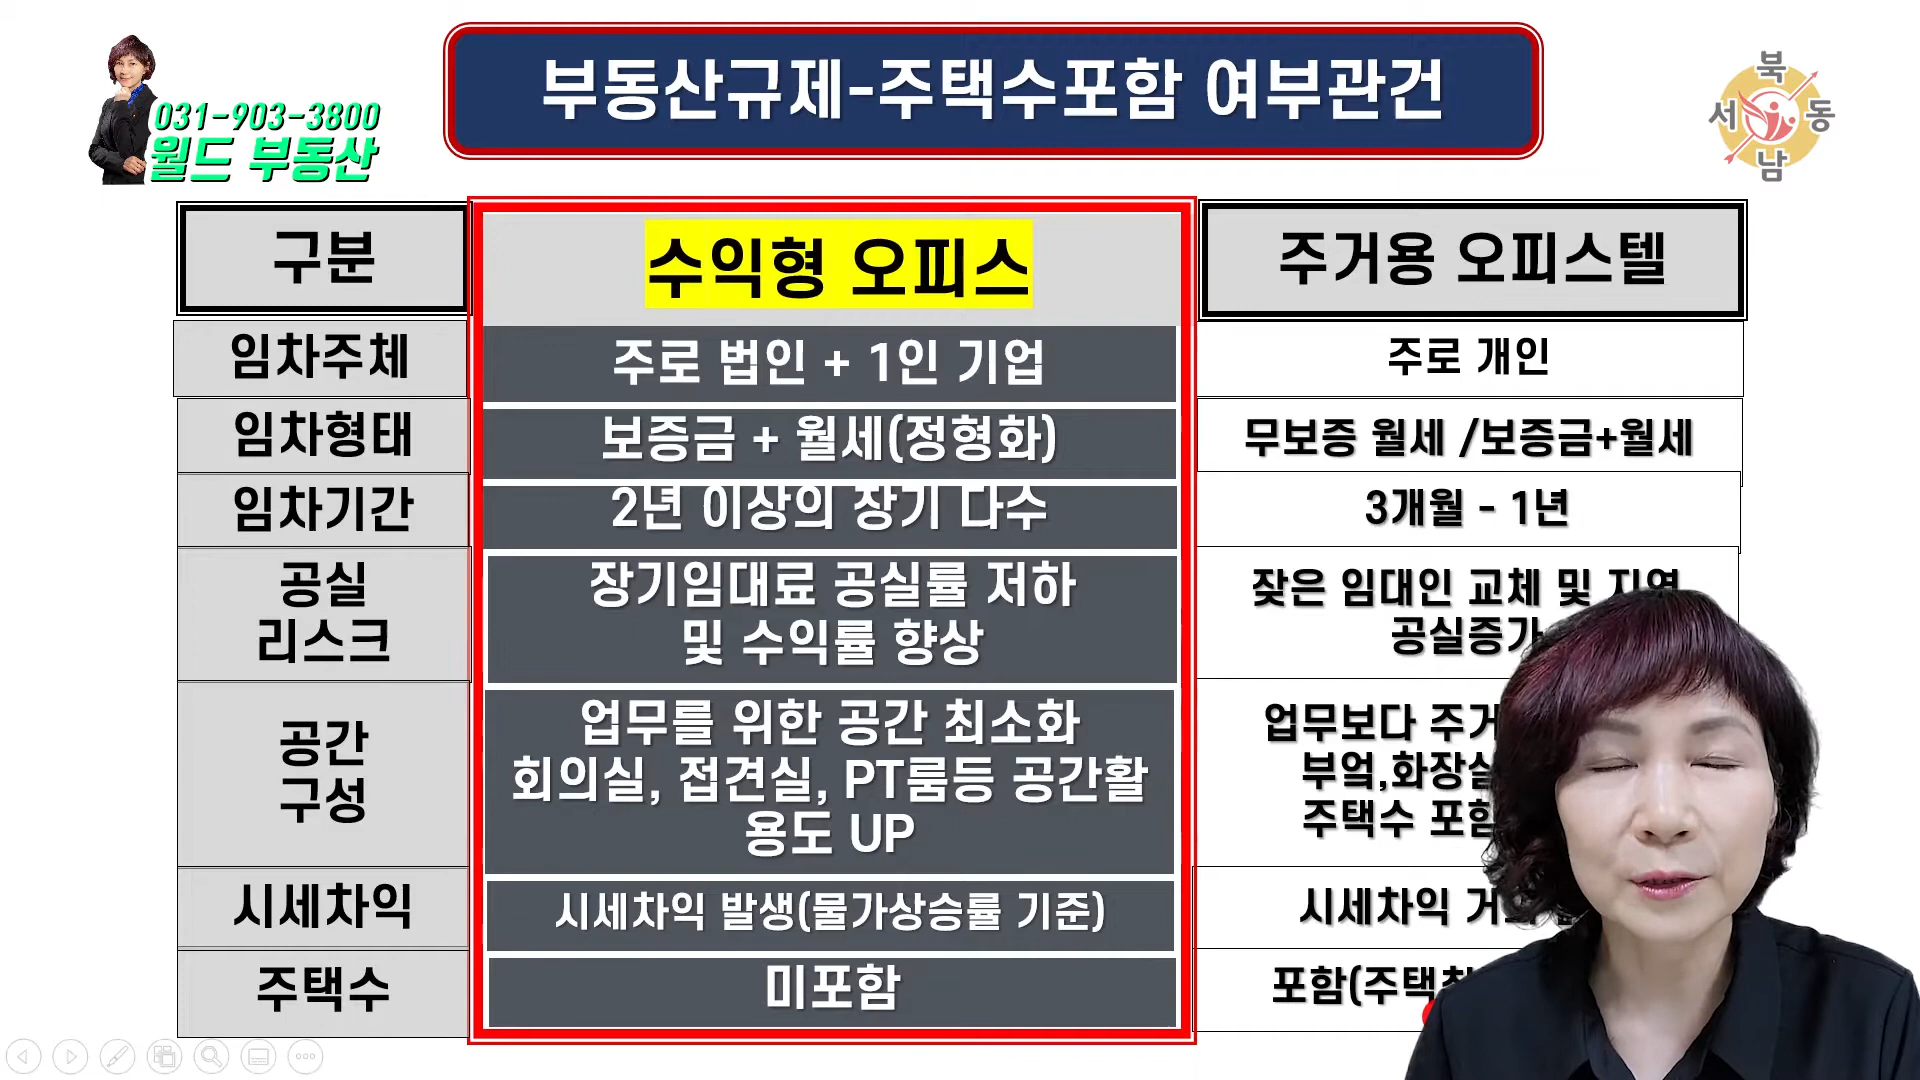 부동산규제-주택수포함 여부관건
031-903-3800
월드 부동산
북
서 동
남
구분
수익형 오피스
주거용 오피스텔
임차주체
주로 법인 + 1인 기업
주로 개인
임차형태
보증금 + 월세(정형화)
무보증 월세 /보증금+월세
임차기간
2년 이상의 장기 다수
3개월 - 1년
공실
리스크
장기임대료 공실률 저하
및 수익률 향상
잦은 임대인 교체 및 지역
공실증가
공간
구성
업무를 위한 공간 최소화
회의실, 접견실, PT룸등 공간활
용도 UP
업무보다 주거
부엌,화장실
주택수 포함
시세차익
시세차익 발생(물가상승률 기준)
시세차익
주택수
미포함
포함(주택